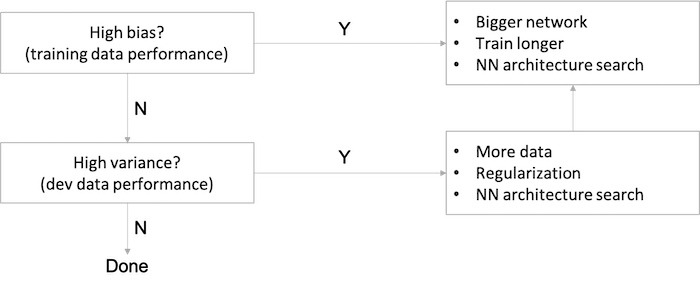 High bias?
(training data performance)
Y
• Bigger network
• Train longer
• NN architecture search
N
High variance?
(dev data performance)
Y
• More data
• Regularization
• NN architecture search
N
Done